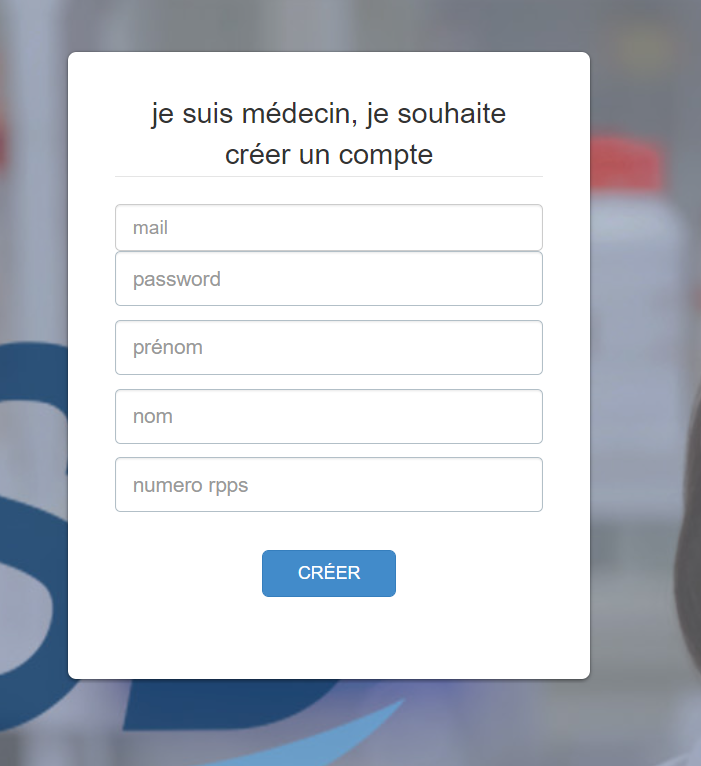 je suis médecin, je souhaite
créer un compte
mail
password
prénom
nom
numero rpps
CRÉER